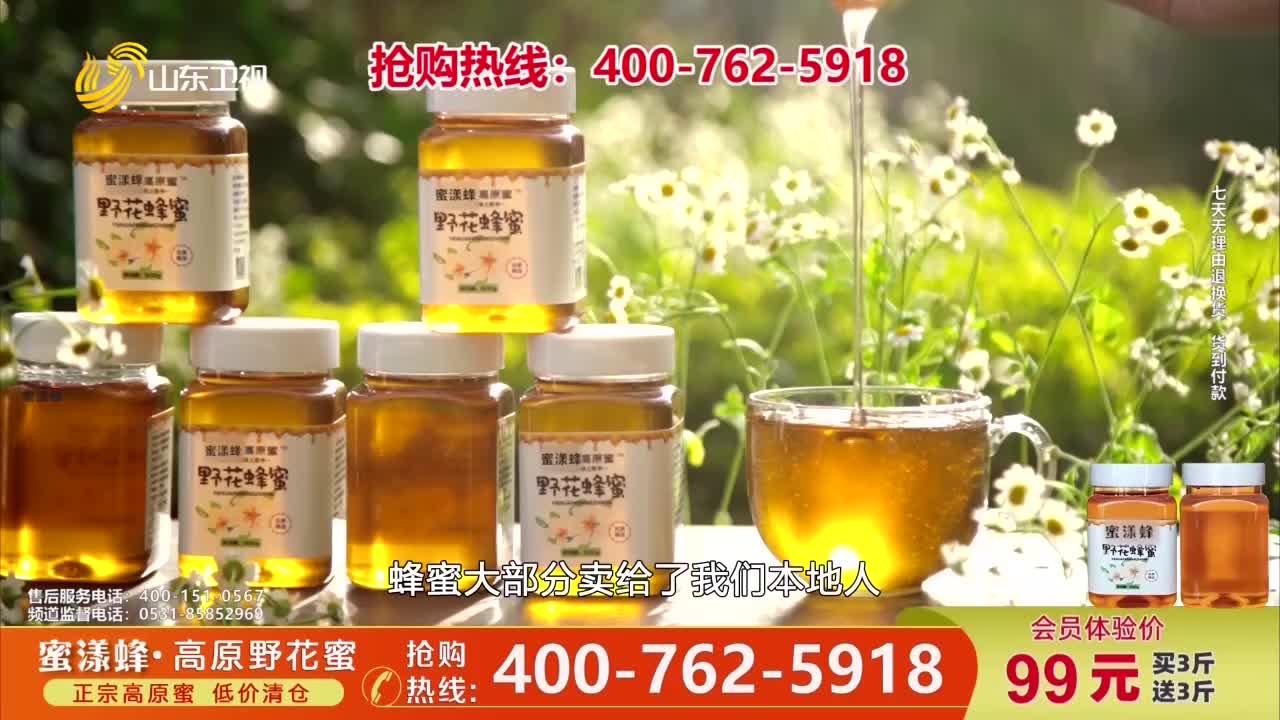 山东卫视
抢购热线：400-762-5918
七天无理由退换货 货到付款
蜜漾蜂高原蜜
野花蜂蜜
蜜漾蜂高原蜜
野花蜂蜜
蜜漾蜂高原蜜
野花蜂蜜
蜜漾蜂高原蜜
野花蜂蜜
蜜漾蜂
野花蜂蜜
蜂蜜大部分卖给了我们本地人
售后服务电话：400-151-0567
频道监督电话：0531-85852969
蜜漾蜂·高原野花蜜
正宗高原蜜 低价清仓
抢购热线：400-762-5918
会员体验价
99元 买3斤送3斤